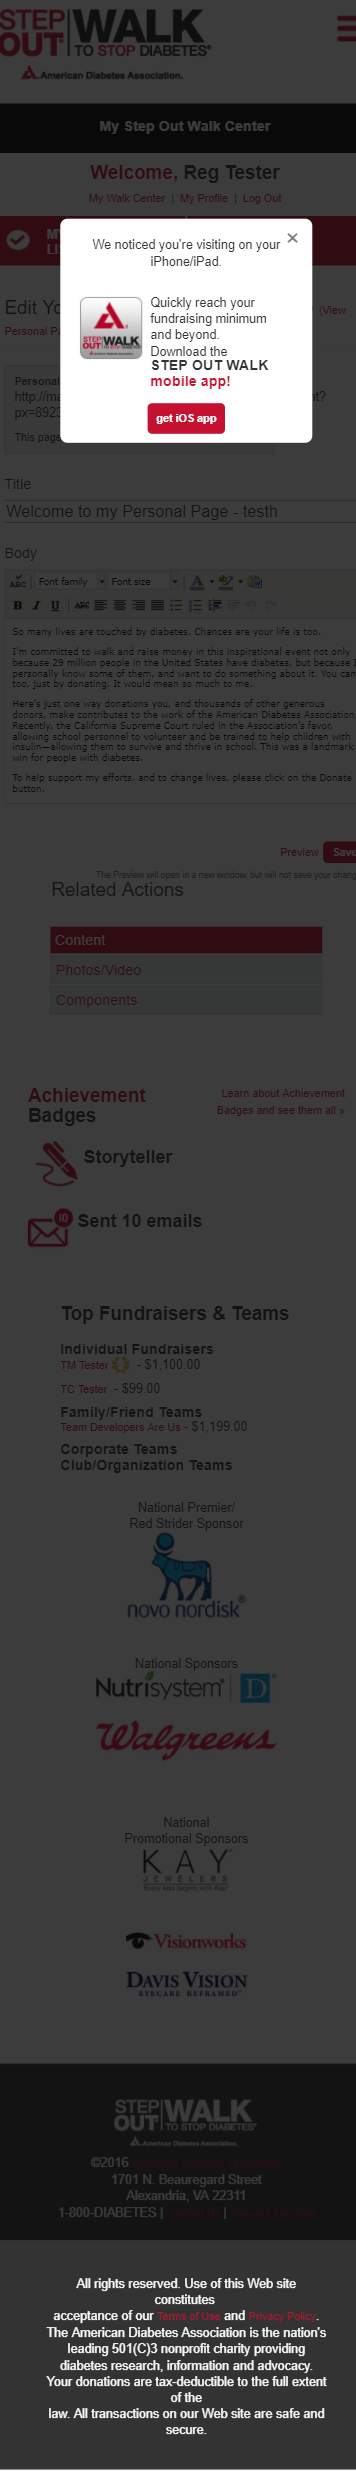 STEP WALK
OUT TO STOP DIABETES®
American Diabetes Association.
My Step Out Walk Center
Welcome, Reg Tester
My Walk Center | My Profile | Log Out
We noticed you're visiting on your
iPhone/iPad.
Quickly reach your
fundraising minimum
and beyond.
Download the
STEP OUT WALK
mobile app!
get iOS app
Edit Yo
(View
Personal Pa
Personal
http://ma
px=8923
This page
Title
Welcome to my Personal Page - testh
Body
Font family
Font size
So many lives are touched by diabetes. Chances are your life is too.
I'm committed to walk and raise money in this inspirational event not only
because 29 million people in the United States have diabetes, but because I
personally know some of them, and want to do something about it. You can
too, just by donating. It would mean so much to me.
Here's just one way donations you, and thousands of other generous
donors, make contributes to the work of the American Diabetes Association.
Recently, the California Supreme Court ruled in the Association's favor,
allowing school personnel to volunteer and be trained to help children with
insulin—allowing them to survive and thrive in school. This was a landmark
win for people with diabetes.
To help support my efforts, and to change lives, please click on the Donate
button.
Preview Save
The Preview will open in a new window, but will not save your chang
Related Actions
Content
Photos/Video
Components
Achievement
Badges
Learn about Achievement
Badges and see them all »
Storyteller
10
Sent 10 emails
Top Fundraisers & Teams
Individual Fundraisers
TM Tester - $1,100.00
TC Tester - $99.00
Family/Friend Teams
Team Developers Are Us - $1,199.00
Corporate Teams
Club/Organization Teams
National Premier/
Red Strider Sponsor
novo nordisk®
National Sponsors
Nutrisystem® | D
Walgreens
National
Promotional Sponsors
KAY
JEWELERS
Every kiss begins with Kay®
Visionworks
DAVIS VISION
EYECARE REFRAMED™
STEP WALK
OUT TO STOP DIABETES®
American Diabetes Association.
©2016 American Diabetes Association
1701 N. Beauregard Street
Alexandria, VA 22311
1-800-DIABETES |
All rights reserved. Use of this Web site
constitutes
acceptance of our Terms of Use and Privacy Policy.
The American Diabetes Association is the nation's
leading 501(C)3 nonprofit charity providing
diabetes research, information and advocacy.
Your donations are tax-deductible to the full extent
of the
law. All transactions on our Web site are safe and
secure.